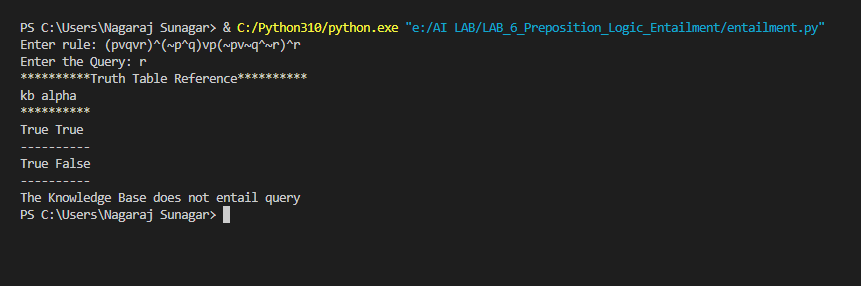 PS C:\Users\Nagaraj Sunagar> & C:/Python310/python.exe "e:/AI LAB/LAB_6_Preposition_Logic_Entailment/entailment.py"
Enter rule: (pvqvr)^(~p^q)vp(~pv~q^~r)^r
Enter the Query: r
**********Truth Table Reference**********
kb alpha
**********
True True
----------
True False
----------
The Knowledge Base does not entail query
PS C:\Users\Nagaraj Sunagar>